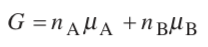 G = n_A μ_A + n_B μ_B